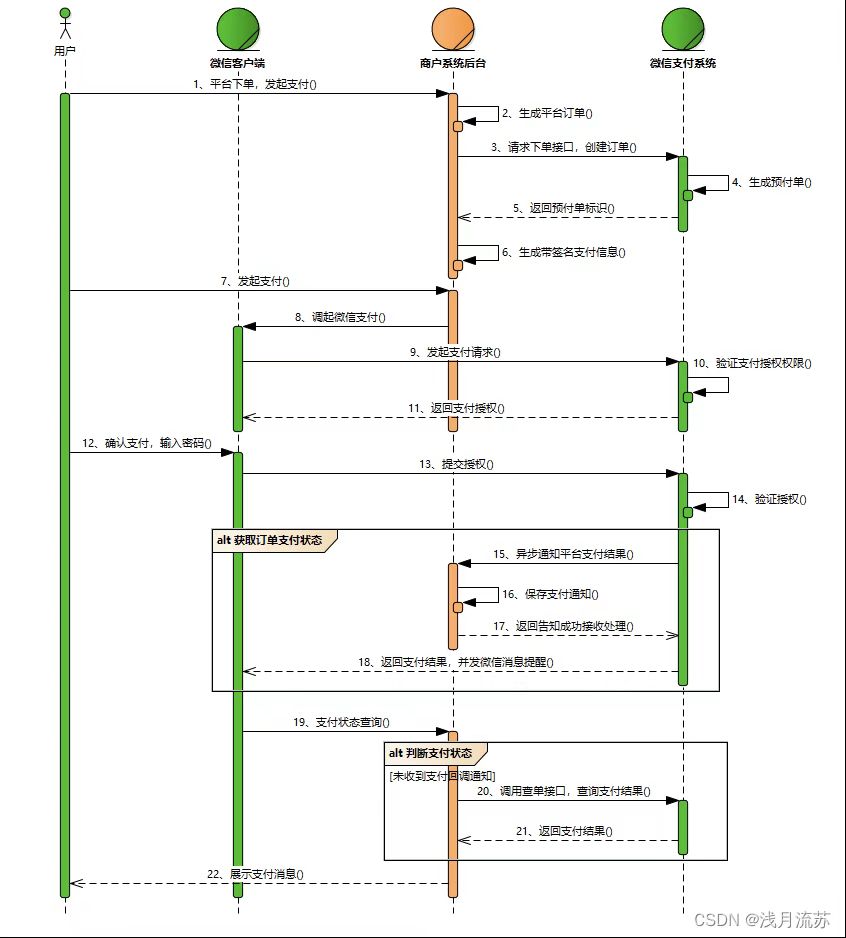 用户
微信客户端
商户系统后台
微信支付系统
1、平台下单，发起支付()
2、生成平台订单()
3、请求下单接口，创建订单()
4、生成预付单()
5、返回预付单标识()
6、生成带签名支付信息()
7、发起支付()
8、调起微信支付()
9、发起支付请求()
10、验证支付授权权限()
11、返回支付授权()
12、确认支付，输入密码()
13、提交授权()
14、验证授权()
alt 获取订单支付状态
15、异步通知平台支付结果()
16、保存支付通知()
17、返回告知成功接收处理()
18、返回支付结果，并发微信消息提醒()
19、支付状态查询()
alt 判断支付状态
[未收到支付回调通知]
20、调用查单接口，查询支付结果()
21、返回支付结果()
22、展示支付消息()
CSDN @浅月流苏